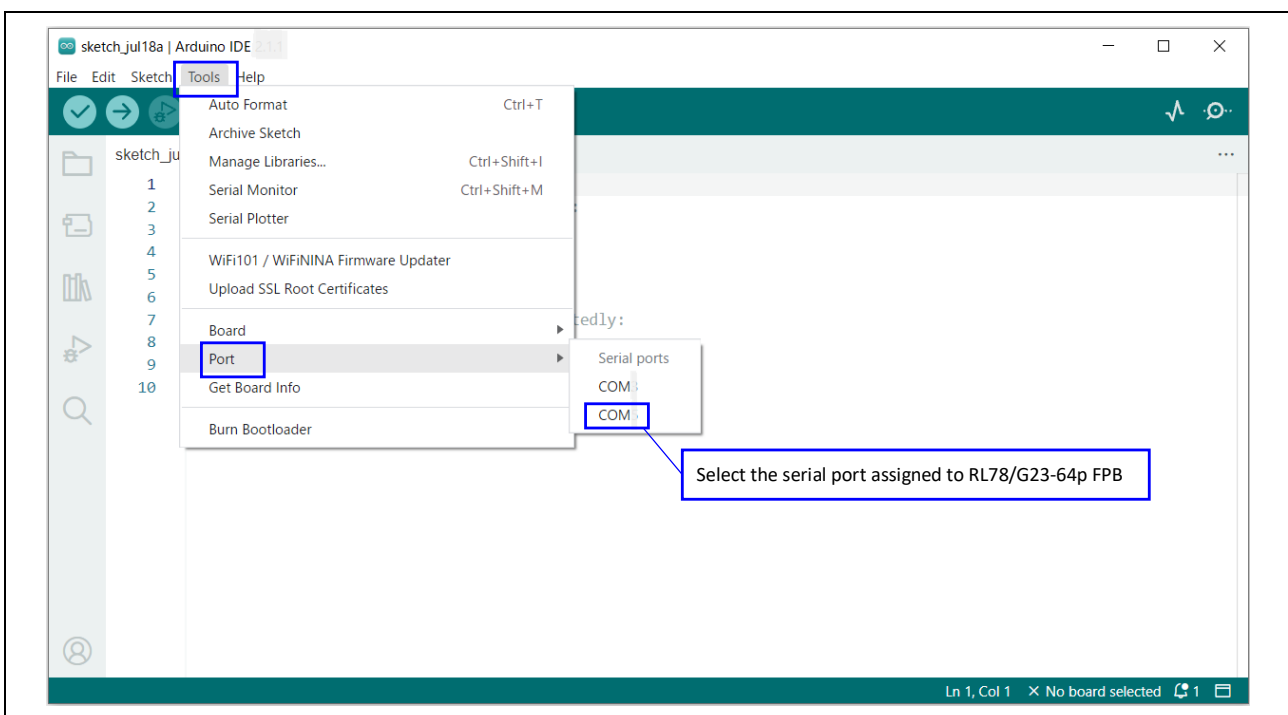 sketch_jul18a | Arduino IDE
File Edit Sketch Tools Help
Auto Format Ctrl+T
Archive Sketch
sketch_ju
Manage Libraries... Ctrl+Shift+I
Serial Monitor Ctrl+Shift+M
Serial Plotter
WiFi101 / WiFiNINA Firmware Updater
Upload SSL Root Certificates
Board
Port
Get Board Info
Burn Bootloader
1
2
3
4
5
6
7
8
9
10
tedly:
Serial ports
COM
COM
Select the serial port assigned to RL78/G23-64p FPB
Ln 1, Col 1 × No board selected 1